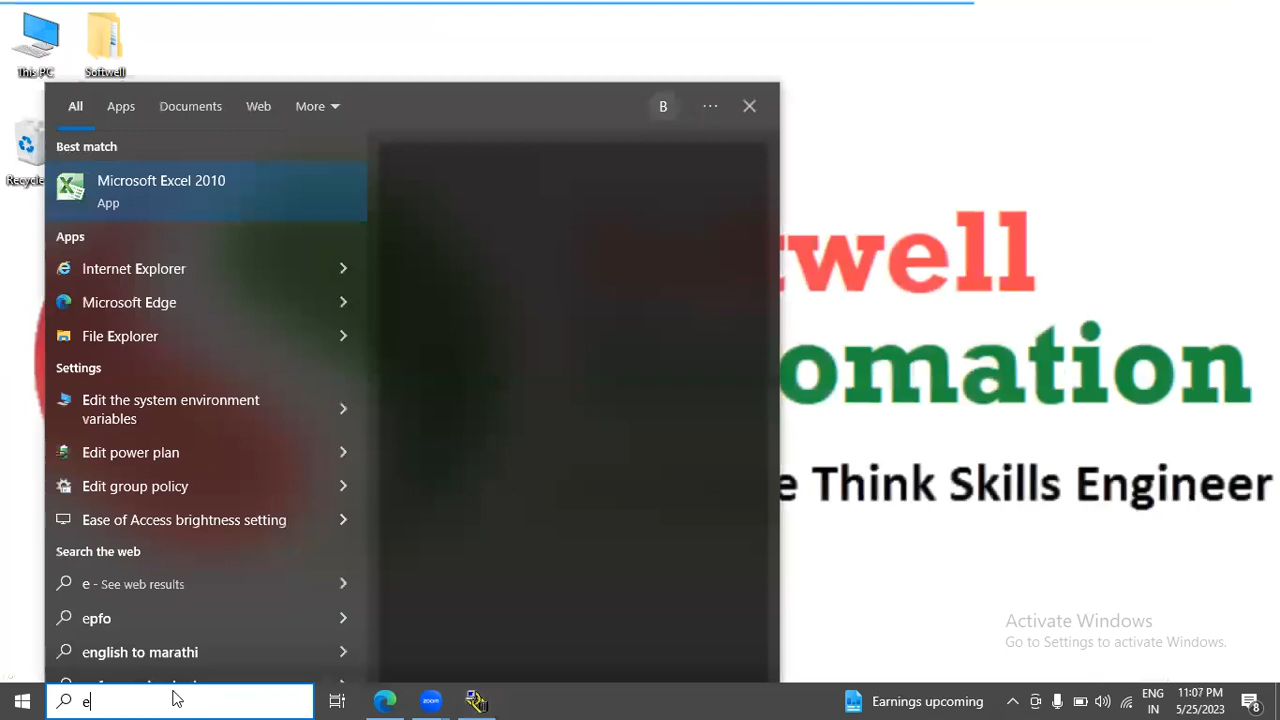 This PC
Softwell
Recycle
All
Apps
Documents
Web
More
B
Best match
Microsoft Excel 2010
App
Apps
Internet Explorer
Microsoft Edge
File Explorer
Settings
Edit the system environment
variables
Edit power plan
Edit group policy
Ease of Access brightness setting
Search the web
e - See web results
epfo
english to marathi
twell
omation
e Think Skills Engineer
Activate Windows
Go to Settings to activate Windows.
e
zoom
Earnings upcoming
ENG
IN
11:07 PM
5/25/2023
8